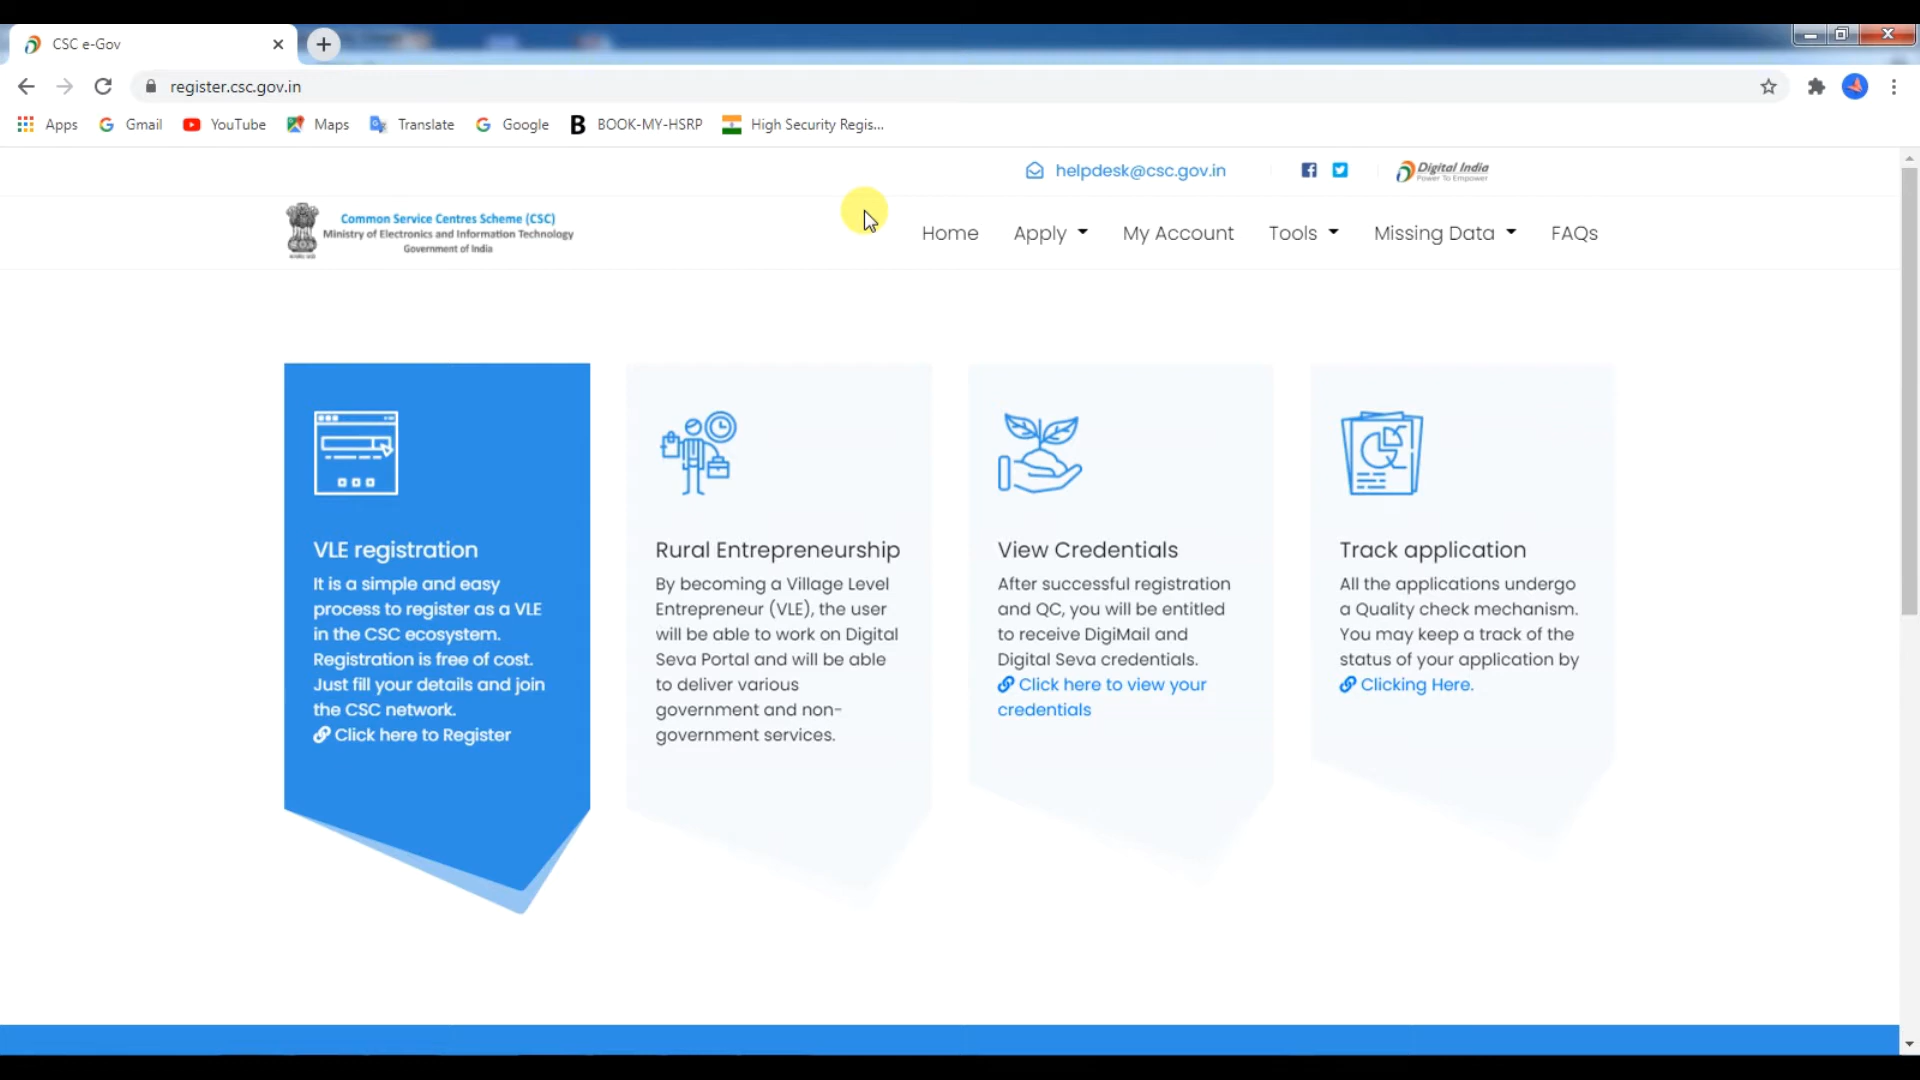 CSC e-Gov
register.csc.gov.in
Apps Gmail YouTube Maps Translate Google BOOK-MY-HSRP High Security Regis...
helpdesk@csc.gov.in Digital India
Power To Empower
Common Service Centres Scheme (CSC)
Ministry of Electronics and Information Technology
Government of India
Home Apply My Account Tools Missing Data FAQs
VLE registration
It is a simple and easy
process to register as a VLE
in the CSC ecosystem.
Registration is free of cost.
Just fill your details and join
the CSC network.
Click here to Register
Rural Entrepreneurship
By becoming a Village Level
Entrepreneur (VLE), the user
will be able to work on Digital
Seva Portal and will be able
to deliver various
government and non-
government services.
View Credentials
After successful registration
and QC, you will be entitled
to receive DigiMail and
Digital Seva credentials.
Click here to view your
credentials
Track application
All the applications undergo
a Quality check mechanism.
You may keep a track of the
status of your application by
Clicking Here.